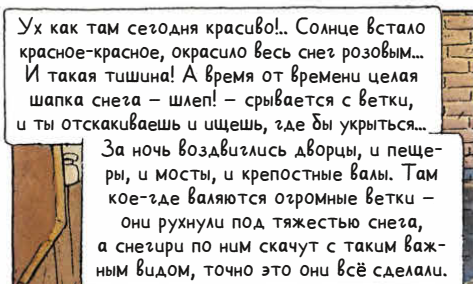 Ух как там сегодня красиво!.. Солнце встало
красное-красное, окрасило весь снег розовым...
И такая тишина! А время от времени целая
шапка снега – шлеп! – срывается с ветки,
и ты отскакиваешь и ищешь, где бы укрыться...
За ночь воздвиглись дворцы, и пеще-
ры, и мосты, и крепостные валы. Там
кое-где валяются огромные ветки –
они рухнули под тяжестью снега,
а снегири по ним скачут с таким важ-
ным видом, точно это они всё сделали.